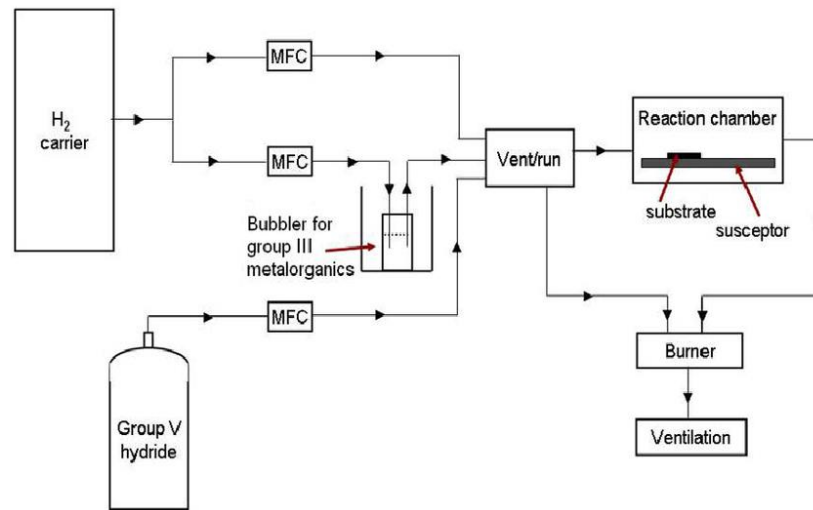 H2
carrier
MFC
MFC
Bubbler for
group III
metalorganics
MFC
Group V
hydride
Vent/run
Reaction chamber
substrate
susceptor
Burner
Ventilation